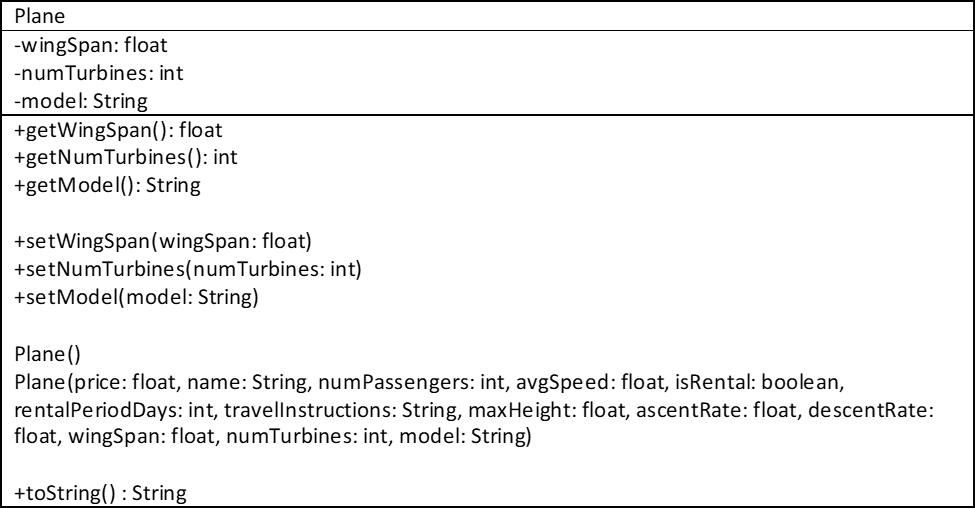 Plane
-wingSpan: float
-numTurbines: int
-model: String
+getWingSpan(): float
+getNumTurbines(): int
+getModel(): String
+setWingSpan(wingSpan: float)
+setNumTurbines(numTurbines: int)
+setModel(model: String)
Plane()
Plane(price: float, name: String, numPassengers: int, avgSpeed: float, isRental: boolean,
rentalPeriodDays: int, travelInstructions: String, maxHeight: float, ascentRate: float, descentRate:
float, wingSpan: float, numTurbines: int, model: String)
+toString() : String